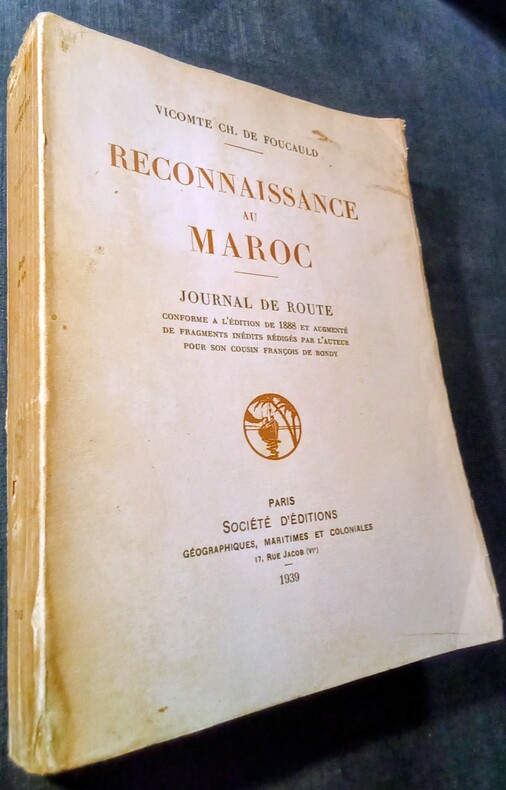 VICOMTE CH. DE FOUCAULD
RECONNAISSANCE
AU
MAROC
JOURNAL DE ROUTE
CONFORME A L'ÉDITION DE 1888 ET AUGMENTÉ
DE FRAGMENTS INÉDITS RÉDIGÉS PAR L'AUTEUR
POUR SON COUSIN FRANÇOIS DE BONDY
PARIS
SOCIÉTÉ D'ÉDITIONS
GÉOGRAPHIQUES, MARITIMES ET COLONIALES
17, RUE JACOB (VIᵉ)
1939